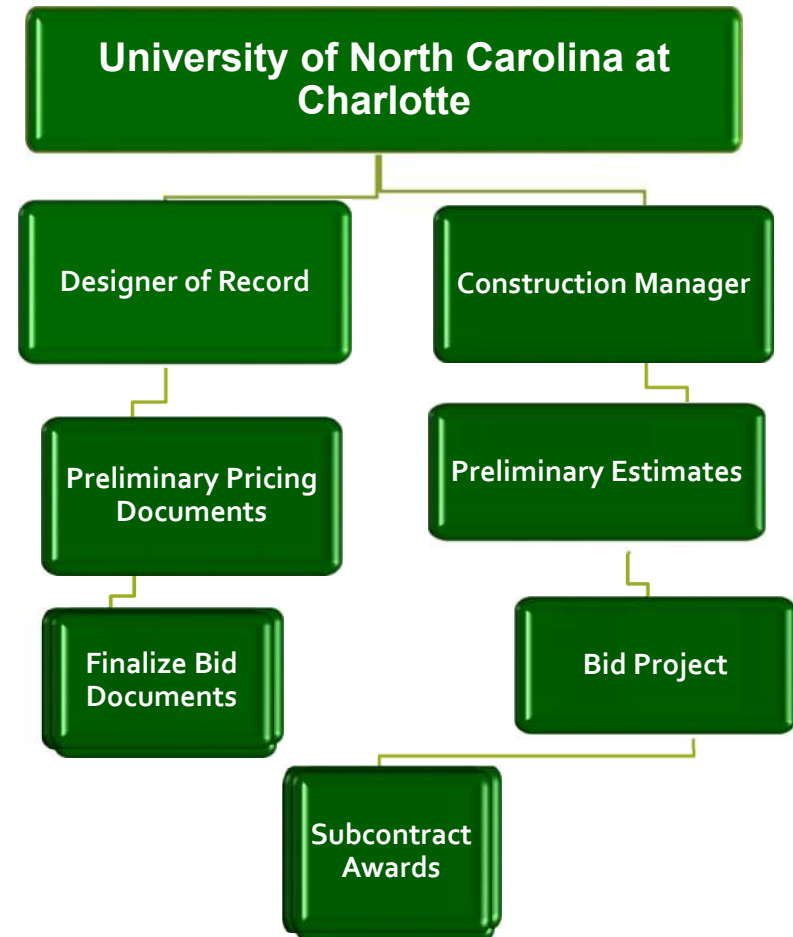 University of North Carolina at
Charlotte
Designer of Record
Construction Manager
Preliminary Pricing
Documents
Preliminary Estimates
Finalize Bid
Documents
Bid Project
Subcontract
Awards